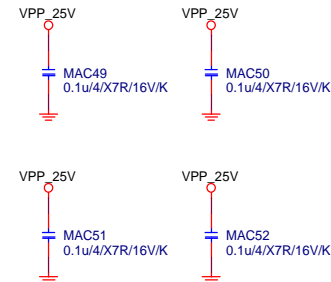 VPP_25V
MAC49
0.1u/4/X7R/16V/K
VPP_25V
MAC50
0.1u/4/X7R/16V/K
VPP_25V
MAC51
0.1u/4/X7R/16V/K
VPP_25V
MAC52
0.1u/4/X7R/16V/K